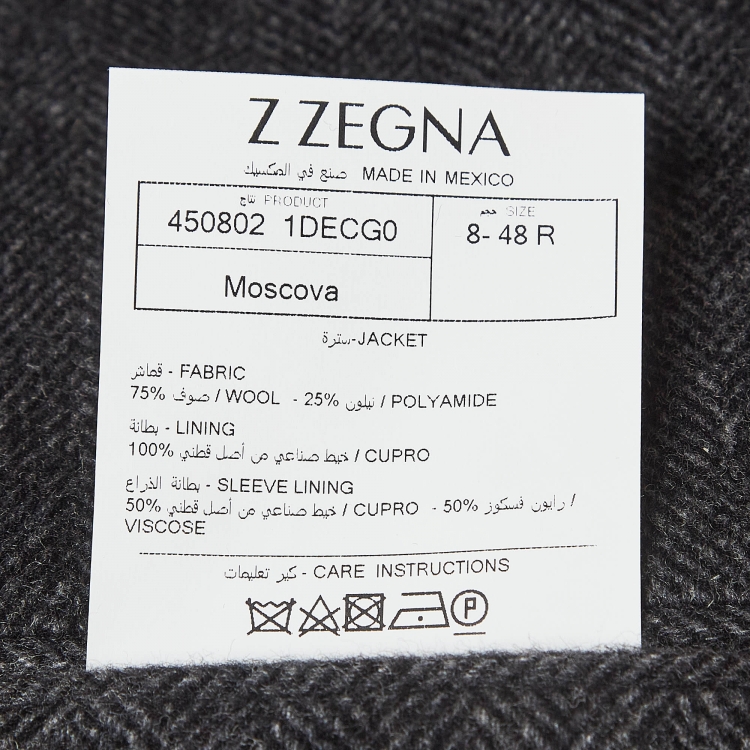 Z ZEGNA
صنع في المكسيك MADE IN MEXICO
نتاج PRODUCT
450802 1DECG0
حجم SIZE
8- 48 R
Moscova
سترة-JACKET
قماش - FABRIC
75% صوف / WOOL - 25% نيلون / POLYAMIDE
بطانة - LINING
100% خيط صناعي من أصل قطني / CUPRO
بطانة الذراع - SLEEVE LINING
50% خيط صناعي من أصل قطني / CUPRO - 50% رايون فسكوز /
VISCOSE
كير تعليمات - CARE INSTRUCTIONS
P